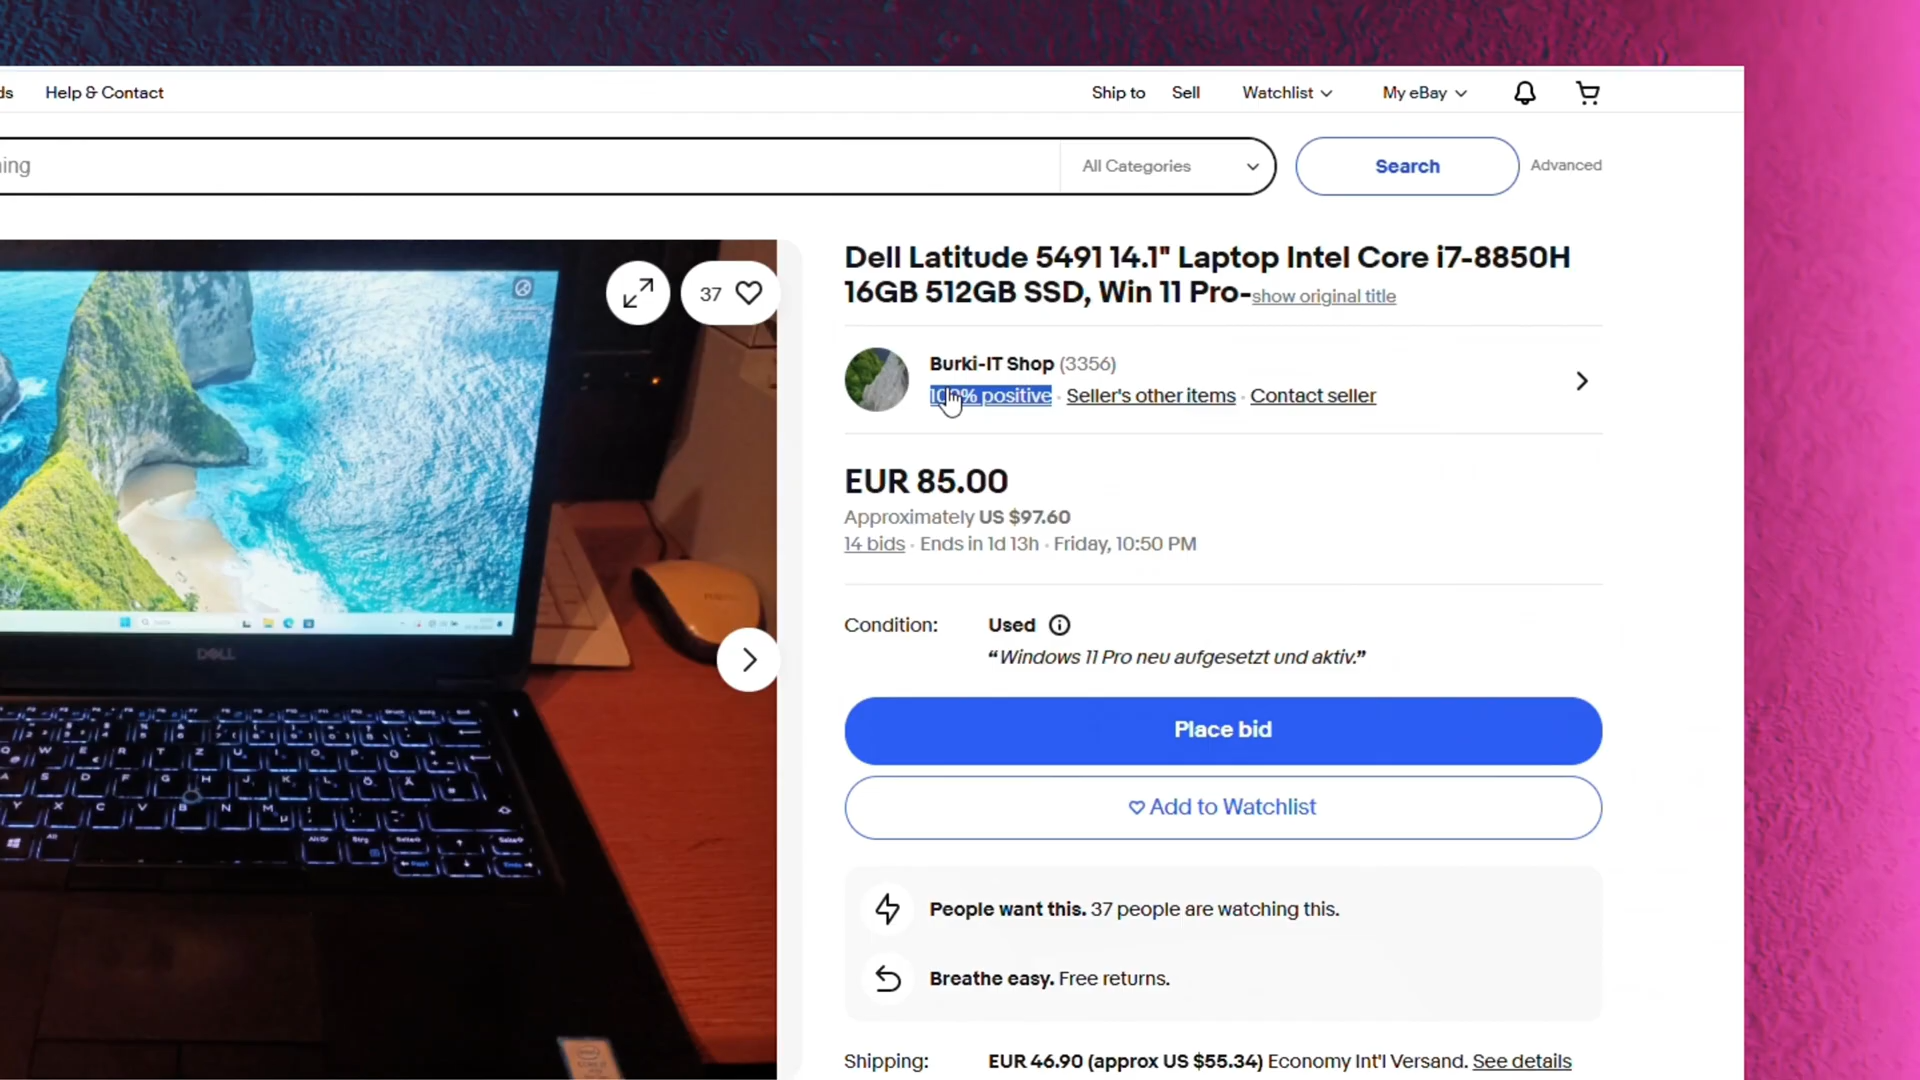 ds
Help & Contact
Ship to
Sell
Watchlist
My eBay
hing
All Categories
Search
Advanced
37
DELL
Dell Latitude 5491 14.1" Laptop Intel Core i7-8850H
16GB 512GB SSD, Win 11 Pro-show original title
Burki-IT Shop (3356)
100% positive · Seller's other items · Contact seller
EUR 85.00
Approximately US $97.60
14 bids · Ends in 1d 13h · Friday, 10:50 PM
Condition:
Used
“Windows 11 Pro neu aufgesetzt und aktiv.”
Place bid
Add to Watchlist
People want this. 37 people are watching this.
Breathe easy. Free returns.
Shipping:
EUR 46.90 (approx US $55.34) Economy Int'l Versand. See details